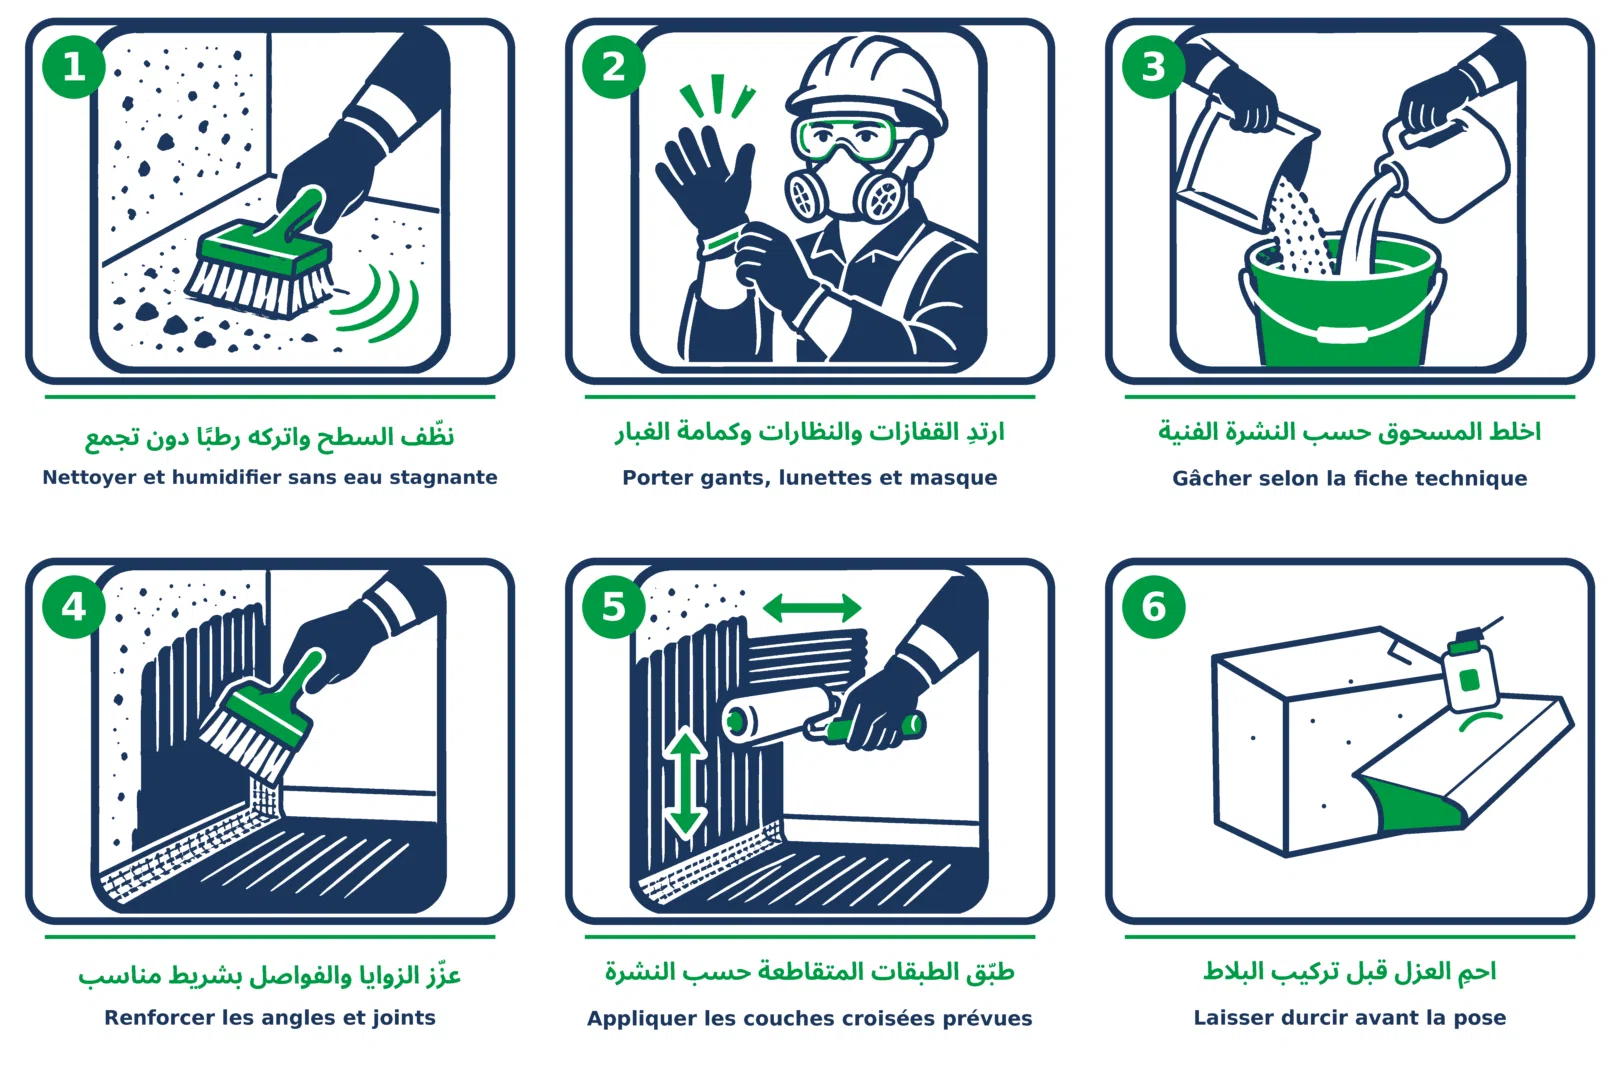 1
نظّف السطح واتركه رطبًا دون تجمع
Nettoyer et humidifier sans eau stagnante
2
ارتدِ القفازات والنظارات وكمامة الغبار
Porter gants, lunettes et masque
3
اخلط المسحوق حسب النشرة الفنية
Gâcher selon la fiche technique
4
عزّز الزوايا والفواصل بشريط مناسب
Renforcer les angles et joints
5
طبّق الطبقات المتقاطعة حسب النشرة
Appliquer les couches croisées prévues
6
احمِ العزل قبل تركيب البلاط
Laisser durcir avant la pose